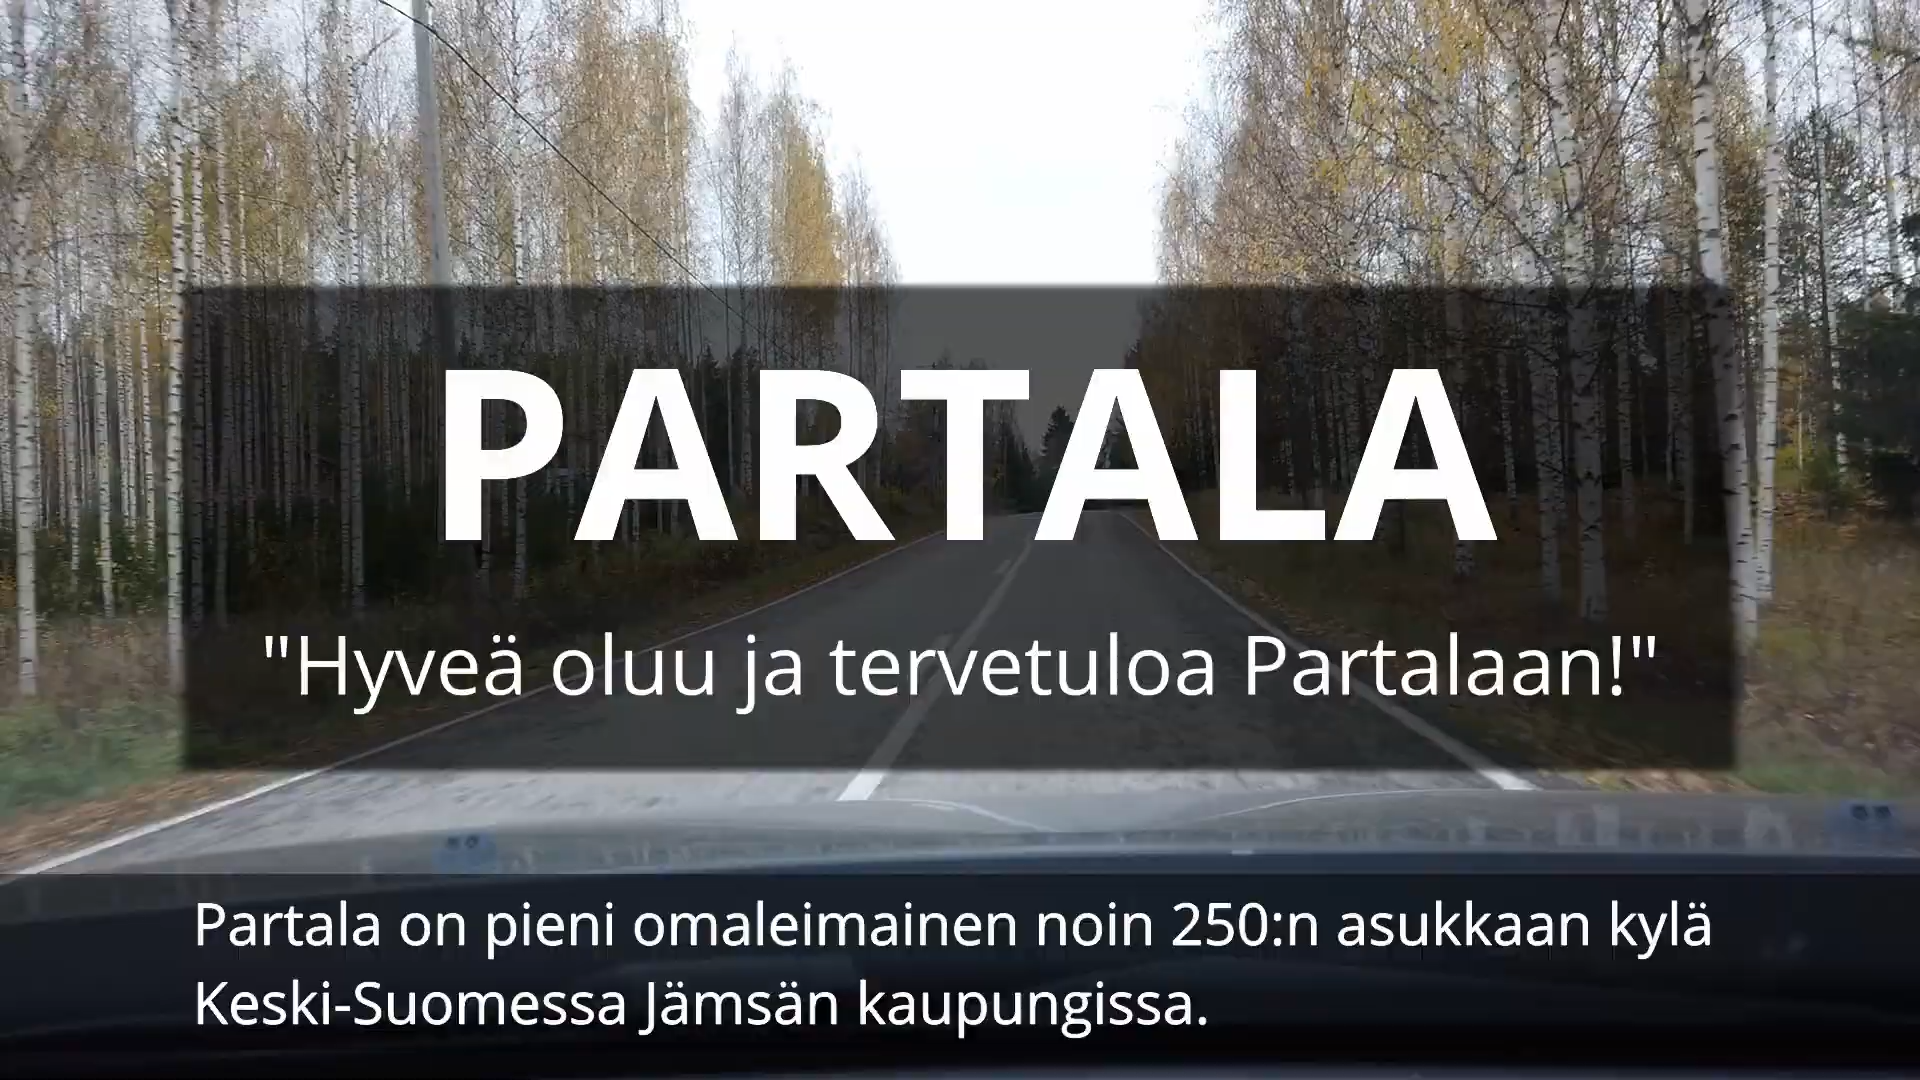 PARTALA
"Hyveä oluu ja tervetuloa Partalaan!"
Partala on pieni omaleimainen noin 250:n asukkaan kylä
Keski-Suomessa Jämsän kaupungissa.